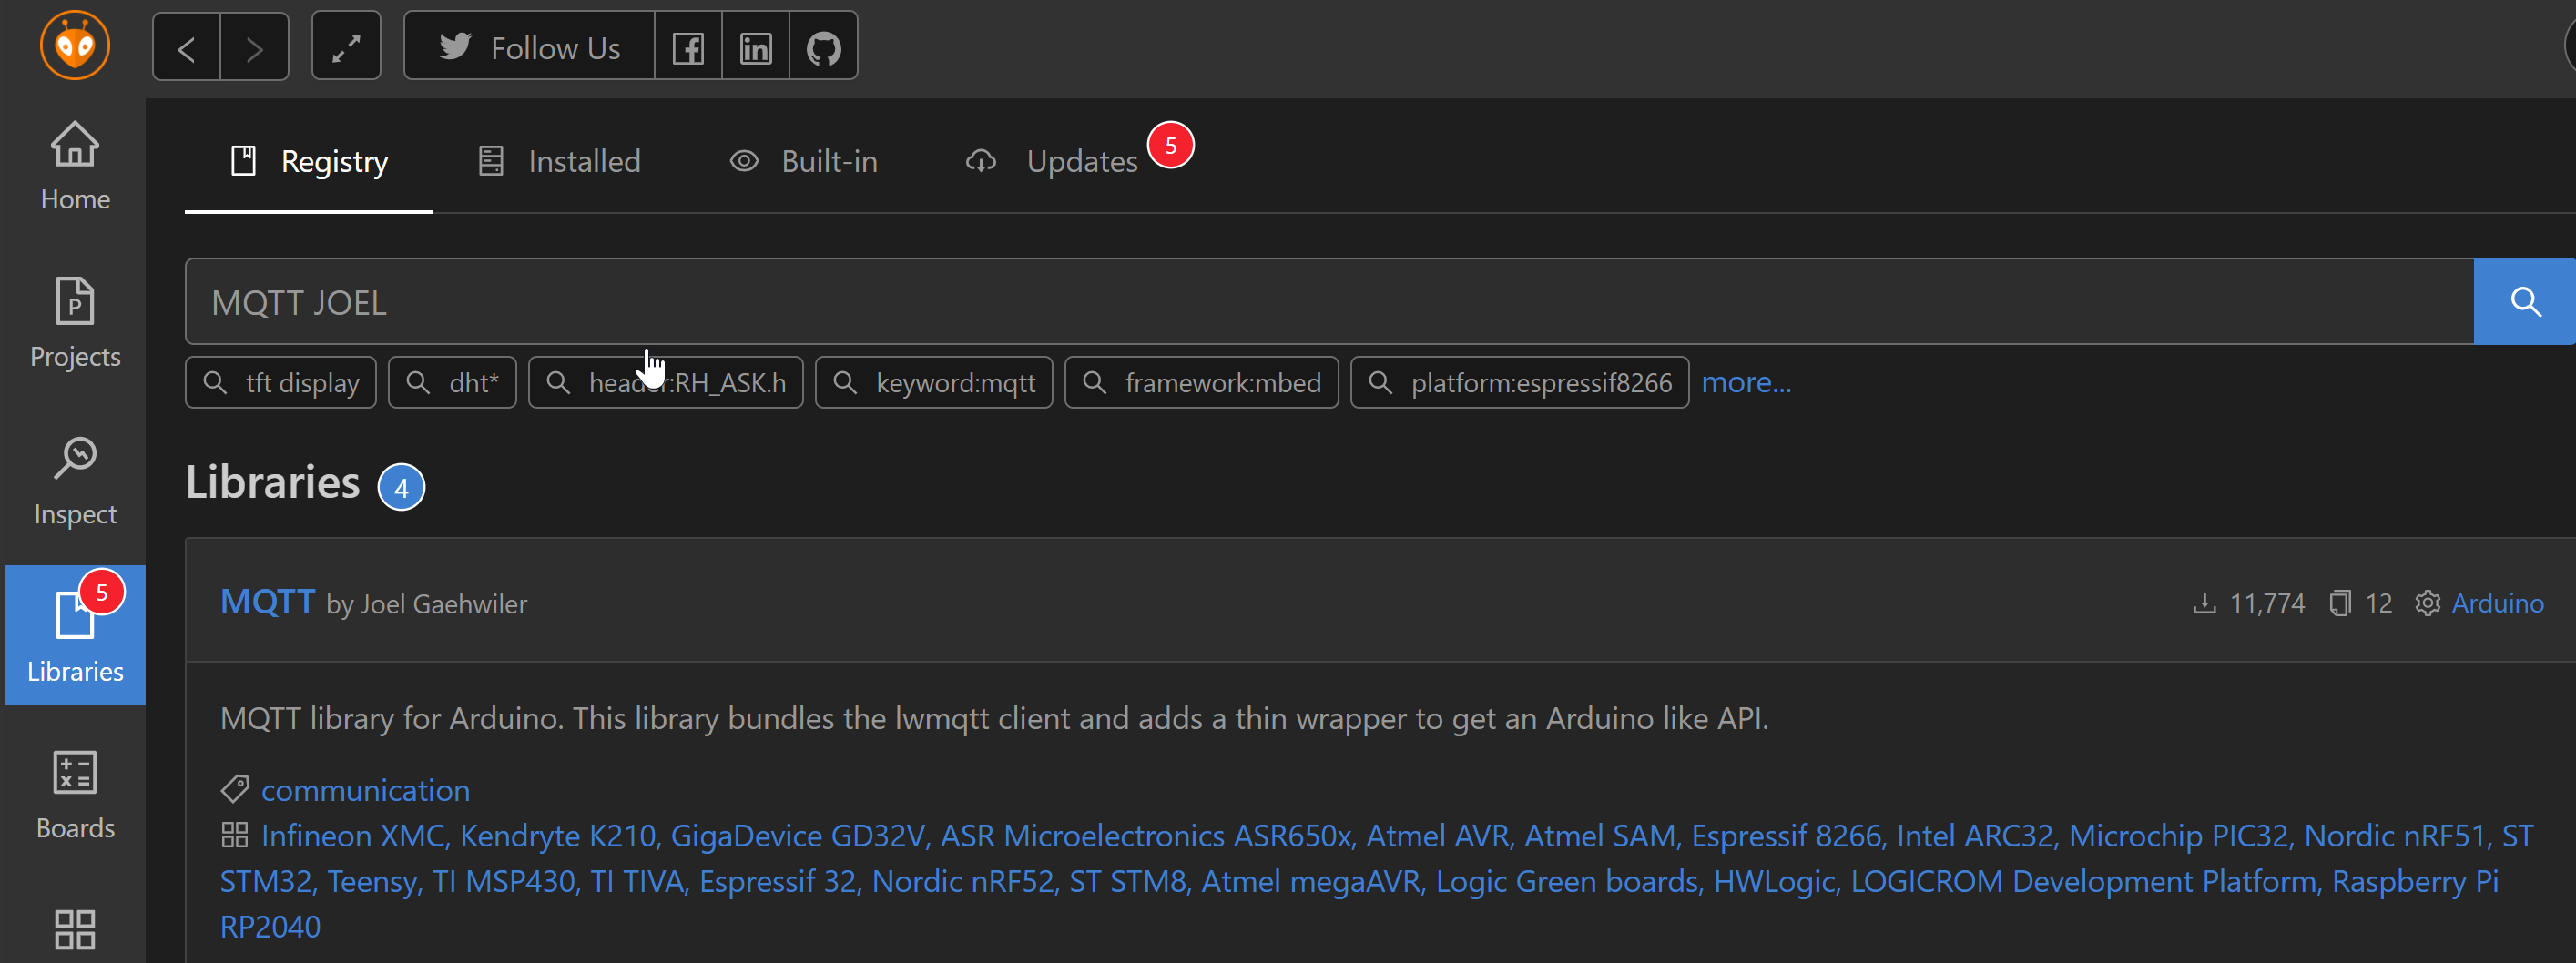 Follow Us
Home
Registry
Installed
Built-in
Updates 5
Projects
MQTT JOEL
tft display
dht*
header:RH_ASK.h
keyword:mqtt
framework:mbed
platform:espressif8266
more...
Inspect
Libraries 4
5
Libraries
MQTT by Joel Gaehwiler
11,774
12
Arduino
MQTT library for Arduino. This library bundles the lwmqtt client and adds a thin wrapper to get an Arduino like API.
communication
Boards
Infineon XMC, Kendryte K210, GigaDevice GD32V, ASR Microelectronics ASR650x, Atmel AVR, Atmel SAM, Espressif 8266, Intel ARC32, Microchip PIC32, Nordic nRF51, ST
STM32, Teensy, TI MSP430, TI TIVA, Espressif 32, Nordic nRF52, ST STM8, Atmel megaAVR, Logic Green boards, HWLogic, LOGICROM Development Platform, Raspberry Pi
RP2040